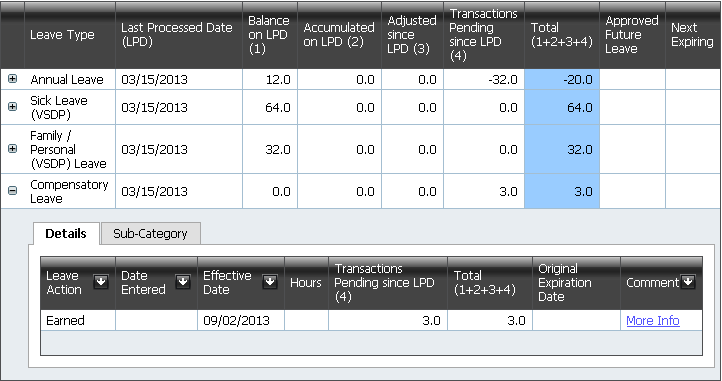 Leave Type Last Processed Date (LPD) Balance on LPD (1) Accumulated on LPD (2) Adjusted since LPD (3) Transactions Pending since LPD (4) Total (1+2+3+4) Approved Future Leave Next Expiring
Annual Leave 03/15/2013 12.0 0.0 0.0 -32.0 -20.0
Sick Leave (VSDP) 03/15/2013 64.0 0.0 0.0 0.0 64.0
Family / Personal (VSDP) Leave 03/15/2013 32.0 0.0 0.0 0.0 32.0
Compensatory Leave 03/15/2013 0.0 0.0 0.0 3.0 3.0
Details Sub-Category
Leave Action Date Entered Effective Date Hours Transactions Pending since LPD (4) Total (1+2+3+4) Original Expiration Date Comment
Earned 09/02/2013 3.0 3.0 More Info